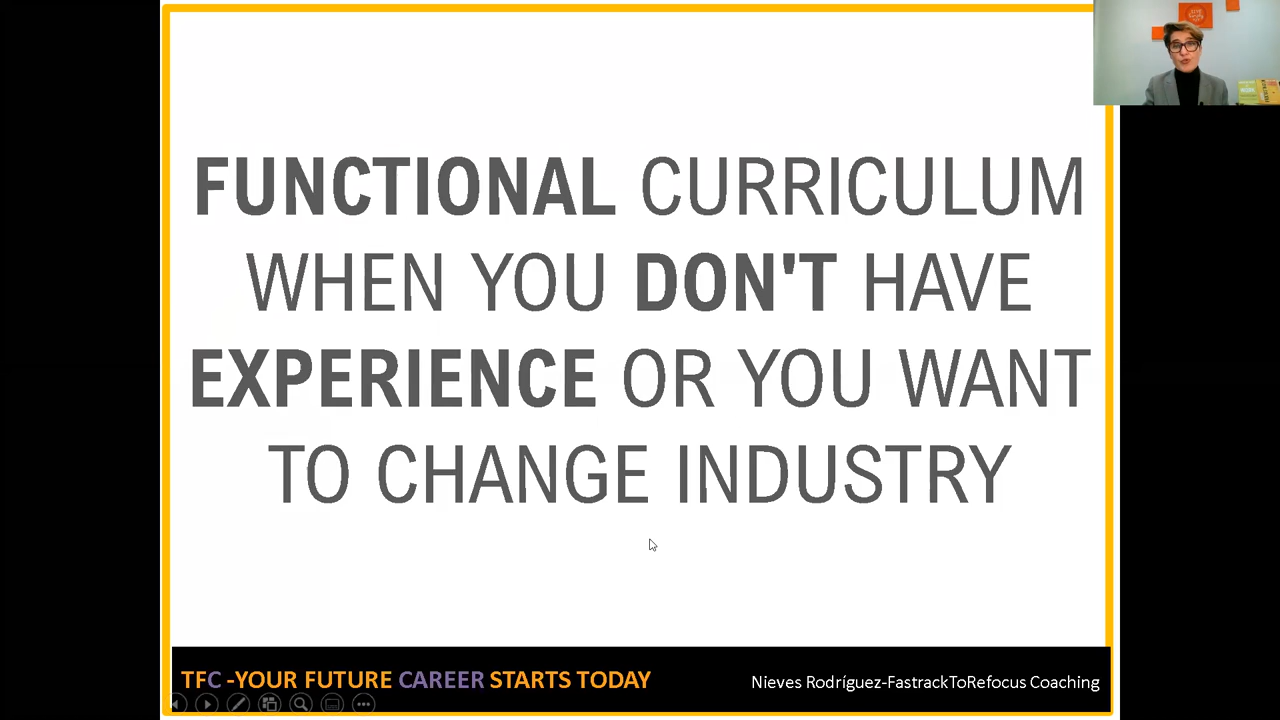 FUNCTIONAL CURRICULUM
WHEN YOU DON'T HAVE
EXPERIENCE OR YOU WANT
TO CHANGE INDUSTRY
TFC -YOUR FUTURE CAREER STARTS TODAY
Nieves Rodríguez-FastrackToRefocus Coaching